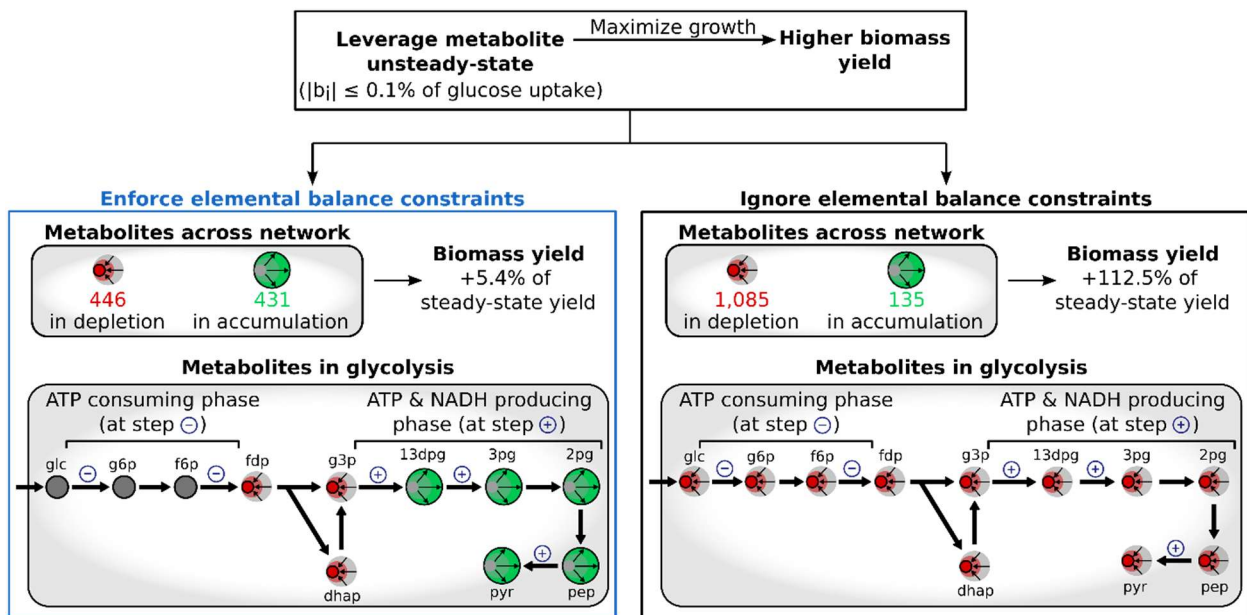 Leverage metabolite
unsteady-state
(|bᵢ| ≤ 0.1% of glucose uptake)
Maximize growth
Higher biomass
yield
Enforce elemental balance constraints
Metabolites across network
446
in depletion
431
in accumulation
Biomass yield
+5.4% of
steady-state yield
Metabolites in glycolysis
ATP consuming phase
(at step ⊖)
ATP & NADH producing
phase (at step ⊕)
glc ⊖ g6p f6p ⊖ fdp g3p ⊕ 13dpg ⊕ 3pg 2pg
dhap pyr ⊕ pep
Ignore elemental balance constraints
Metabolites across network
1,085
in depletion
135
in accumulation
Biomass yield
+112.5% of
steady-state yield
Metabolites in glycolysis
ATP consuming phase
(at step ⊖)
ATP & NADH producing
phase (at step ⊕)
glc ⊖ g6p f6p ⊖ fdp g3p ⊕ 13dpg ⊕ 3pg 2pg
dhap pyr ⊕ pep